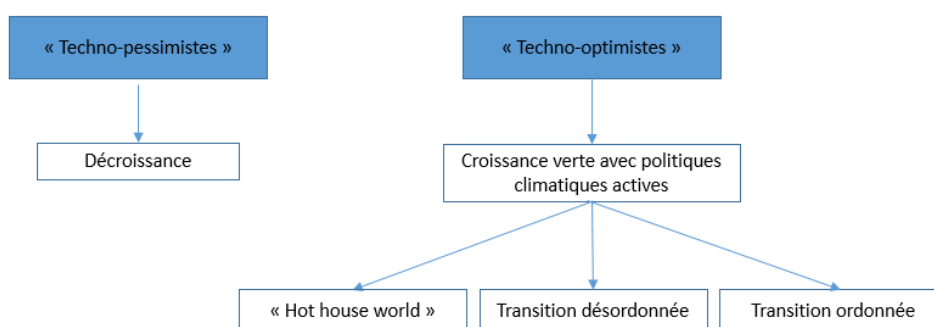 « Techno-pessimistes »
« Techno-optimistes »
Décroissance
Croissance verte avec politiques
climatiques actives
« Hot house world »
Transition désordonnée
Transition ordonnée